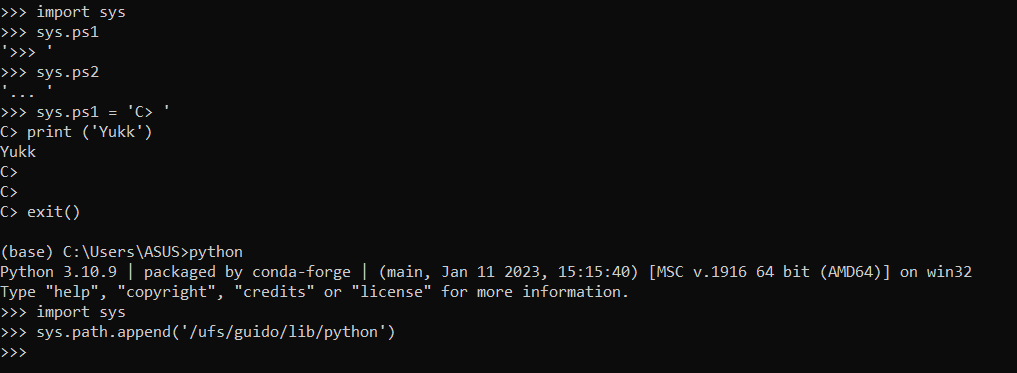 >>> import sys
>>> sys.ps1
'>>> '
>>> sys.ps2
'... '
>>> sys.ps1 = 'C> '
C> print ('Yukk')
Yukk
C>
C>
C> exit()
(base) C:\Users\ASUS>python
Python 3.10.9 | packaged by conda-forge | (main, Jan 11 2023, 15:15:40) [MSC v.1916 64 bit (AMD64)] on win32
Type "help", "copyright", "credits" or "license" for more information.
>>> import sys
>>> sys.path.append('/ufs/guido/lib/python')
>>>